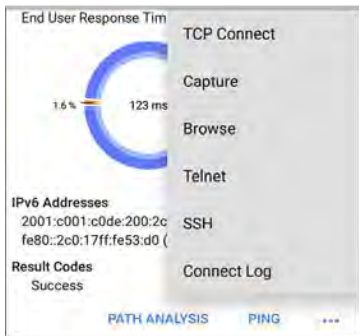 End User Response Tim
1.6 %
123 ms
IPv6 Addresses
2001:c001:c0de:200:2c
fe80::2c0:17ff:fe53:d0 (
Result Codes
Success
TCP Connect
Capture
Browse
Telnet
SSH
Connect Log
PATH ANALYSIS PING